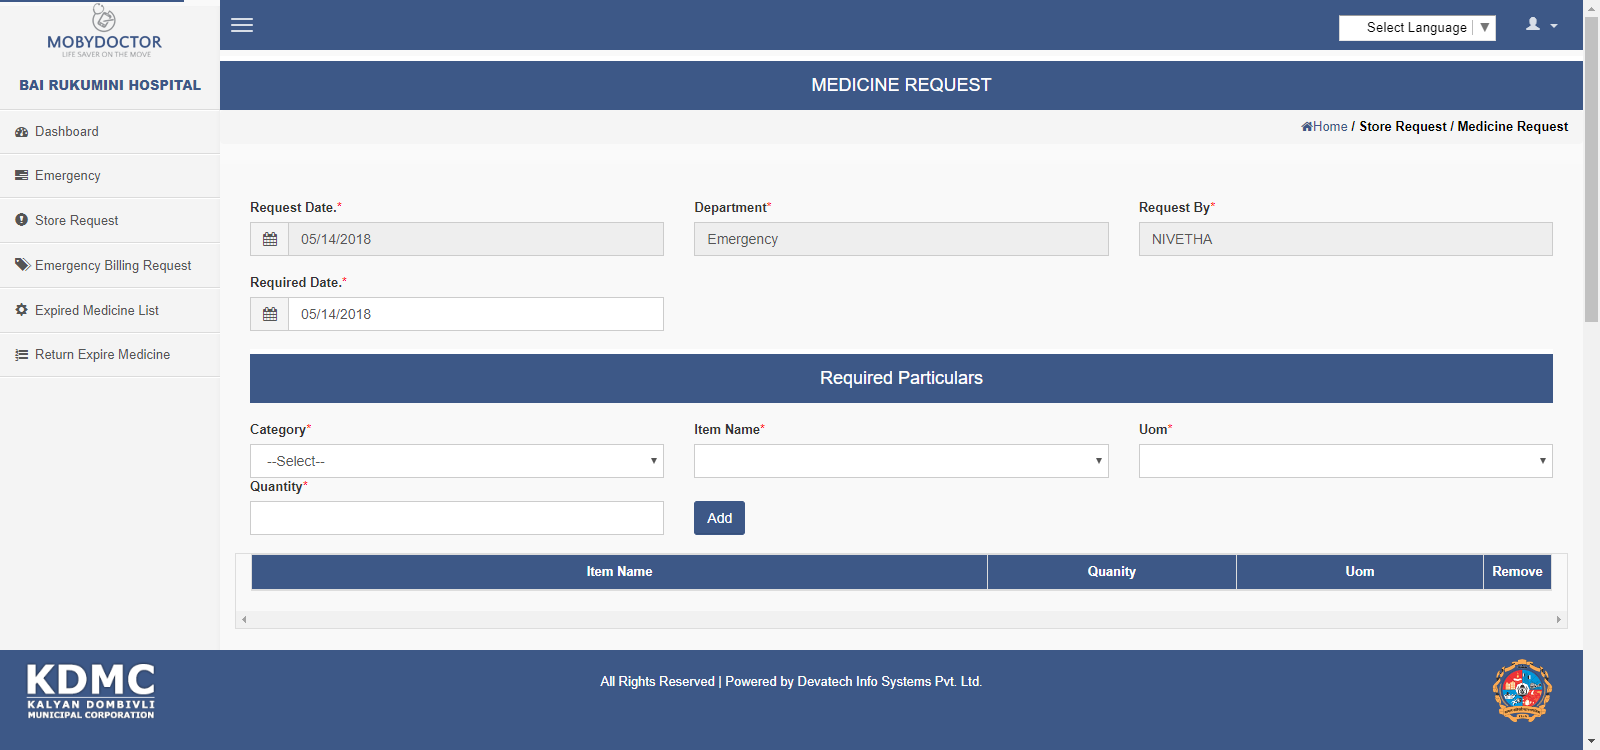 MOBYDOCTOR
LIFE SAVER ON THE MOVE
BAI RUKUMINI HOSPITAL
Dashboard
Emergency
Store Request
Emergency Billing Request
Expired Medicine List
Return Expire Medicine
Select Language
MEDICINE REQUEST
Home / Store Request / Medicine Request
Request Date.* Department* Request By*
05/14/2018 Emergency NIVETHA
Required Date.*
05/14/2018
Required Particulars
Category* Item Name* Uom*
--Select--
Quantity*
Add
Item Name Quanity Uom Remove
KDMC
KALYAN DOMBIVLI
MUNICIPAL CORPORATION
All Rights Reserved | Powered by Devatech Info Systems Pvt. Ltd.